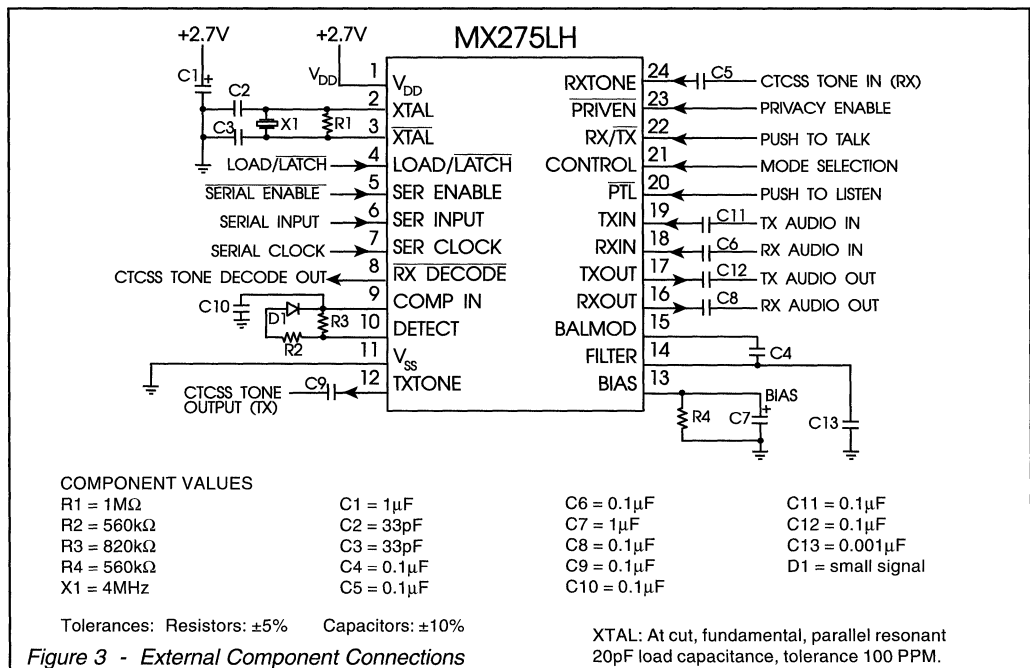 MX275LH
+2.7V
+2.7V
C1 +
VDD
1 VDD
C2
2 XTAL
X1
R1
C3
3 XTAL
LOAD/LATCH
4 LOAD/LATCH
SERIAL ENABLE
5 SER ENABLE
SERIAL INPUT
6 SER INPUT
SERIAL CLOCK
7 SER CLOCK
CTCSS TONE DECODE OUT
8 RX DECODE
C10
D1
R3
9 COMP IN
R2
10 DETECT
11 VSS
CTCSS TONE
OUTPUT (TX)
C9
12 TXTONE
RXTONE 24
C5
CTCSS TONE IN (RX)
PRIVEN 23
PRIVACY ENABLE
RX/TX 22
PUSH TO TALK
CONTROL 21
MODE SELECTION
PTL 20
PUSH TO LISTEN
TXIN 19
C11
TX AUDIO IN
RXIN 18
C6
RX AUDIO IN
TXOUT 17
C12
TX AUDIO OUT
RXOUT 16
C8
RX AUDIO OUT
BALMOD 15
C4
FILTER 14
BIAS 13
BIAS
R4
C7 +
C13
COMPONENT VALUES
R1 = 1MΩ
R2 = 560kΩ
R3 = 820kΩ
R4 = 560kΩ
X1 = 4MHz
C1 = 1µF
C2 = 33pF
C3 = 33pF
C4 = 0.1µF
C5 = 0.1µF
C6 = 0.1µF
C7 = 1µF
C8 = 0.1µF
C9 = 0.1µF
C10 = 0.1µF
C11 = 0.1µF
C12 = 0.1µF
C13 = 0.001µF
D1 = small signal
Tolerances: Resistors: ±5% Capacitors: ±10%
XTAL: At cut, fundamental, parallel resonant
20pF load capacitance, tolerance 100 PPM.
Figure 3 - External Component Connections